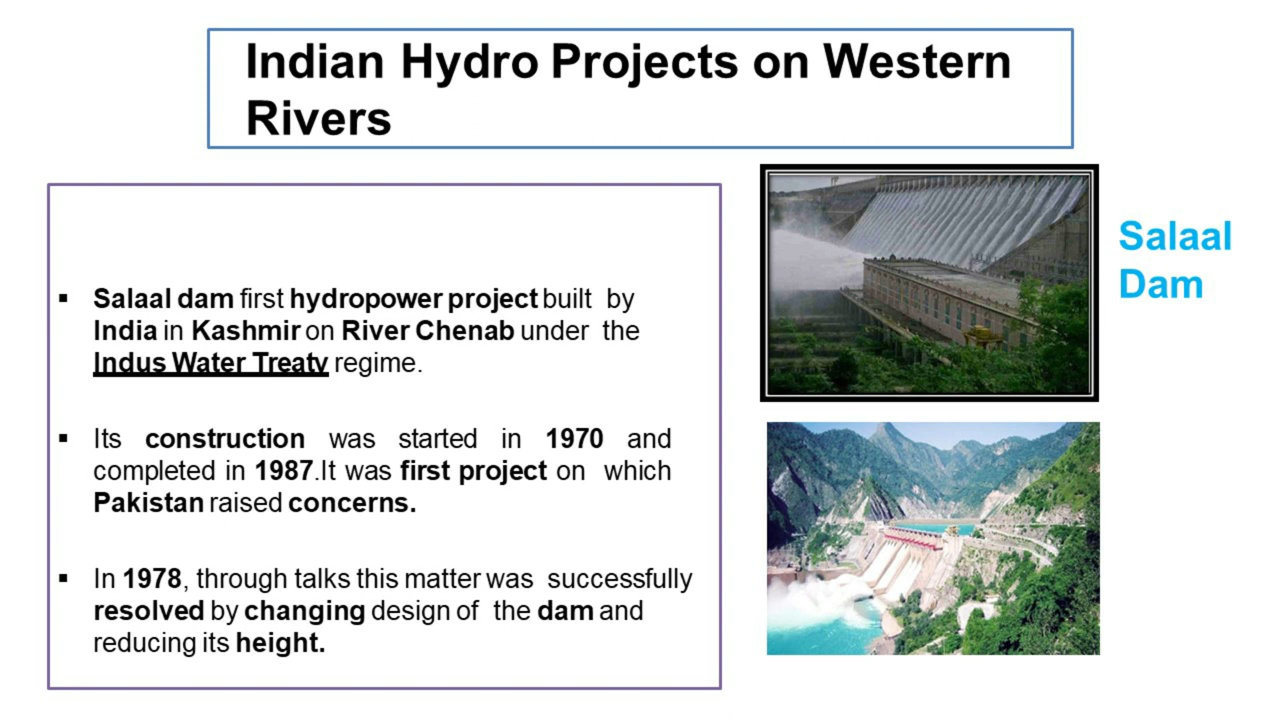 Indian Hydro Projects on Western
Rivers
▪ Salaal dam first hydropower project built by
India in Kashmir on River Chenab under the
Indus Water Treaty regime.
▪ Its construction was started in 1970 and
completed in 1987.It was first project on which
Pakistan raised concerns.
▪ In 1978, through talks this matter was successfully
resolved by changing design of the dam and
reducing its height.
Salaal
Dam